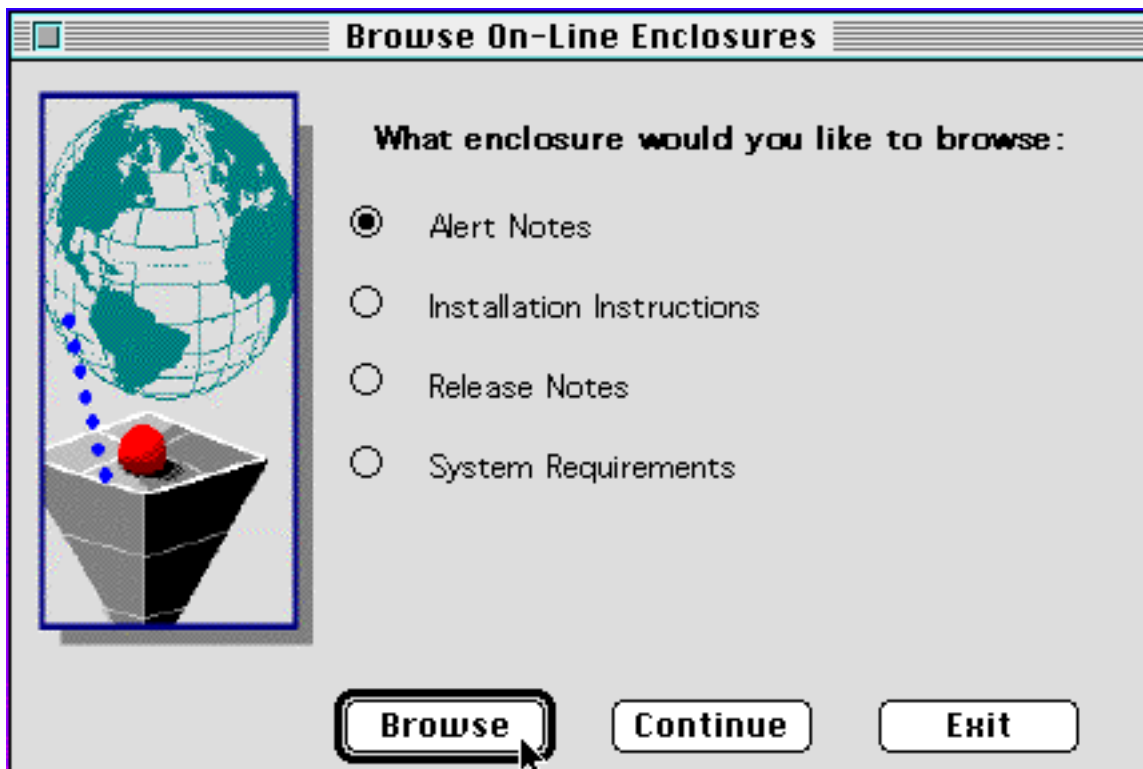 Browse On-Line Enclosures
What enclosure would you like to browse:
Alert Notes
Installation Instructions
Release Notes
System Requirements
Browse
Continue
Exit